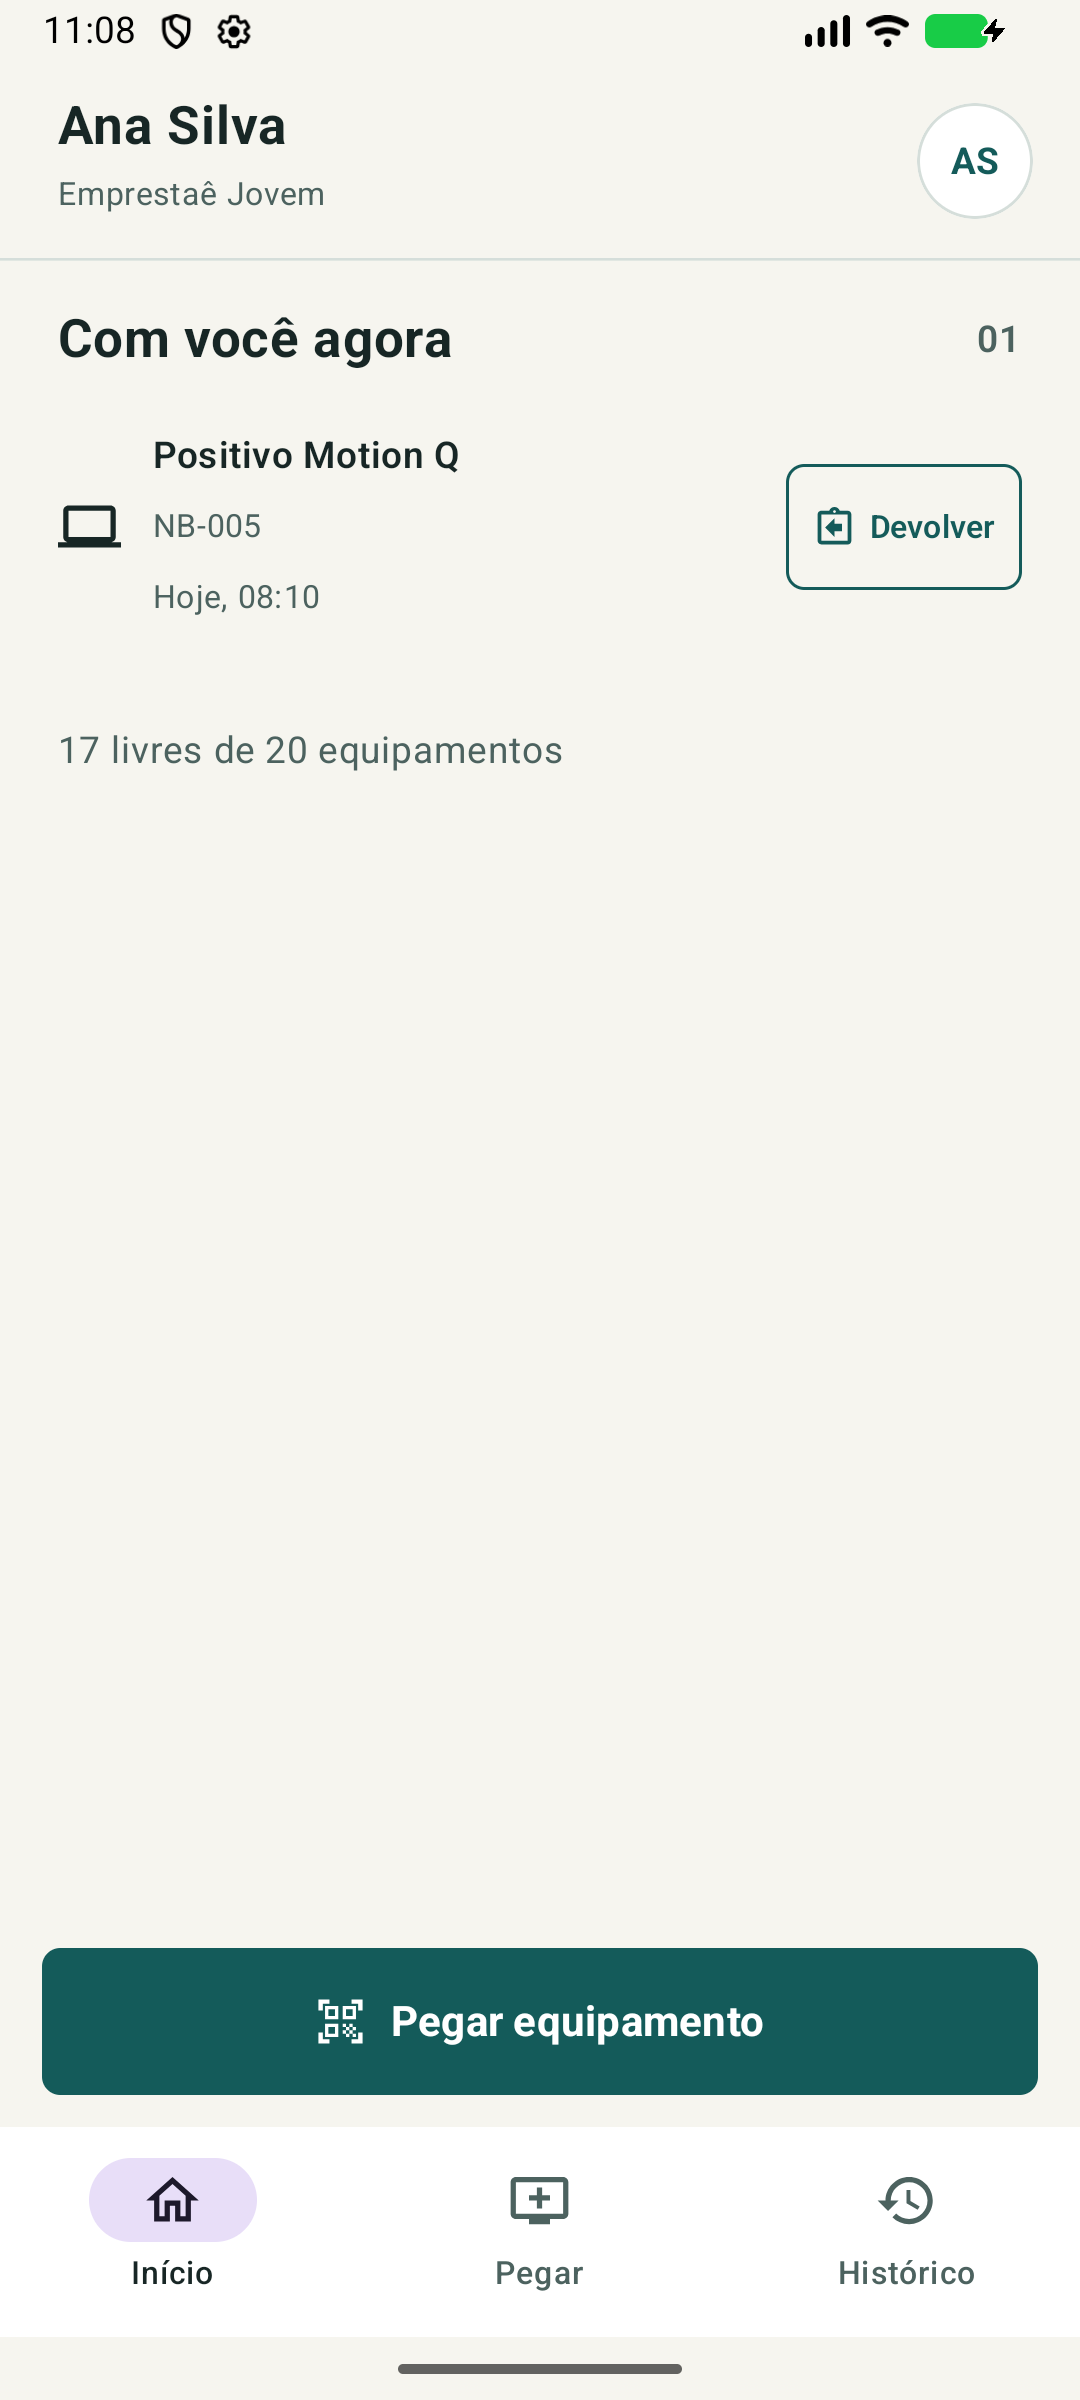 11:08
Ana Silva
Emprestaê Jovem
AS
Com você agora
01
Positivo Motion Q
NB-005
Hoje, 08:10
Devolver
17 livres de 20 equipamentos
Pegar equipamento
Início
Pegar
Histórico